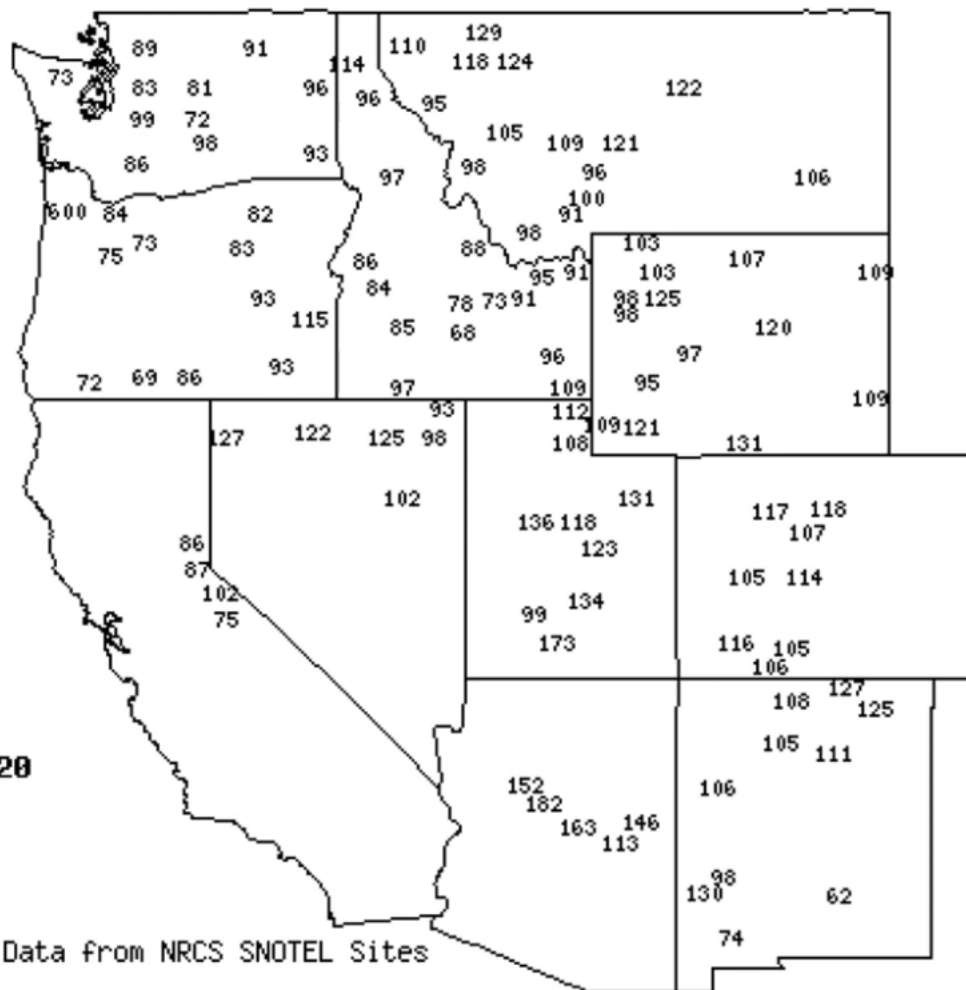 129
110
89 91
118 124
114
73
83 81 96 122
96
95
99 72
105
98 109 121
93
86 98 96
97 106
100
600 84 82 91
98
73 83 88 103
75 107
86 103 109
95 91
84
93 78 73 91 98 125
98
115 85 68 120
97
96
93
72 69 86 95
97 109 109
93 112
127 122 125 98 109 121
108 131
102 131
136 118 117 118
107
86 123
87 105 114
102 134
75 99
173 116 105
106
127
108 125
105 111
20
152 106
182
163 146
113
98
130 62
74
Data from NRCS SNOTEL Sites